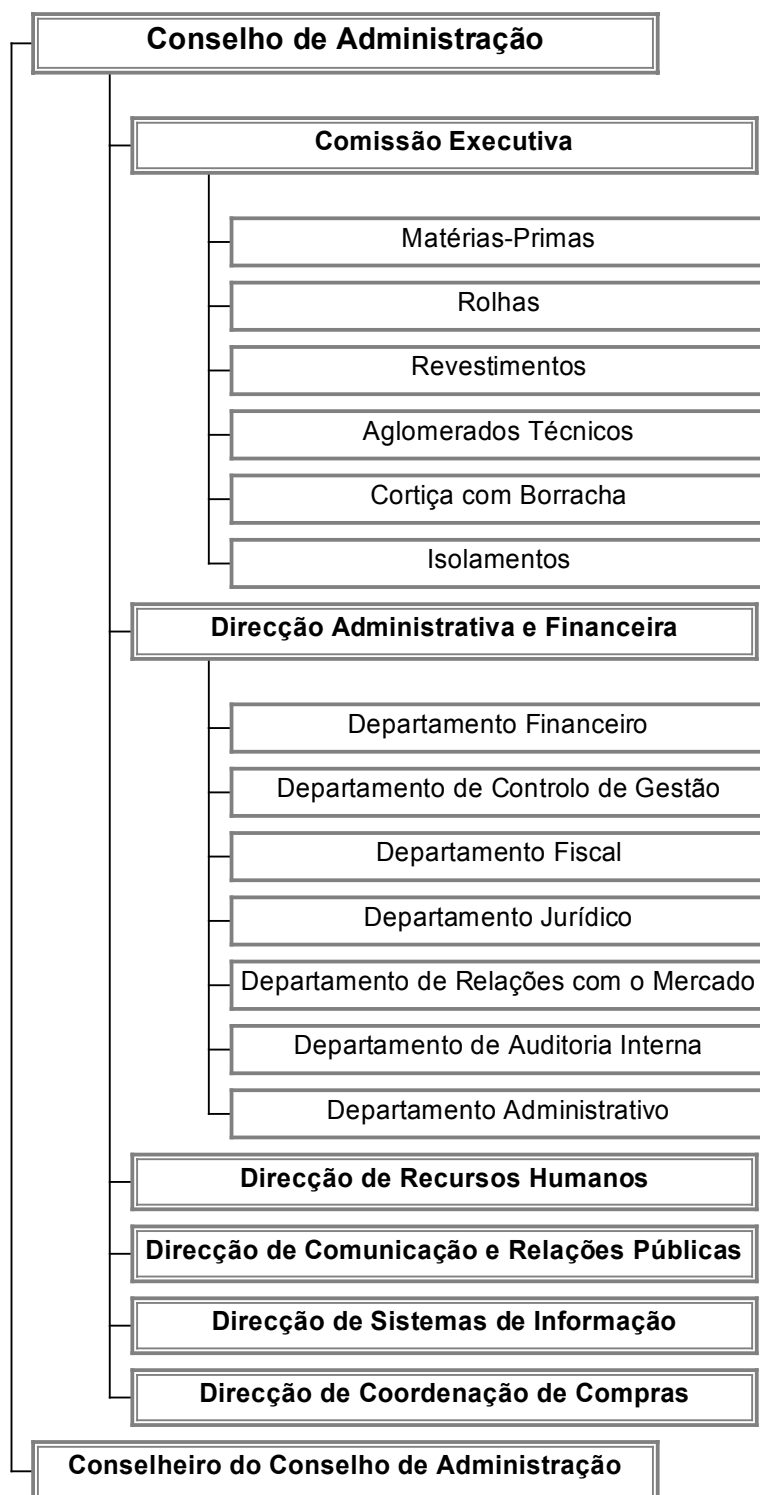 Conselho de Administração
Comissão Executiva
Matérias-Primas
Rolhas
Revestimentos
Aglomerados Técnicos
Cortiça com Borracha
Isolamentos
Direcção Administrativa e Financeira
Departamento Financeiro
Departamento de Controlo de Gestão
Departamento Fiscal
Departamento Jurídico
Departamento de Relações com o Mercado
Departamento de Auditoria Interna
Departamento Administrativo
Direcção de Recursos Humanos
Direcção de Comunicação e Relações Públicas
Direcção de Sistemas de Informação
Direcção de Coordenação de Compras
Conselheiro do Conselho de Administração